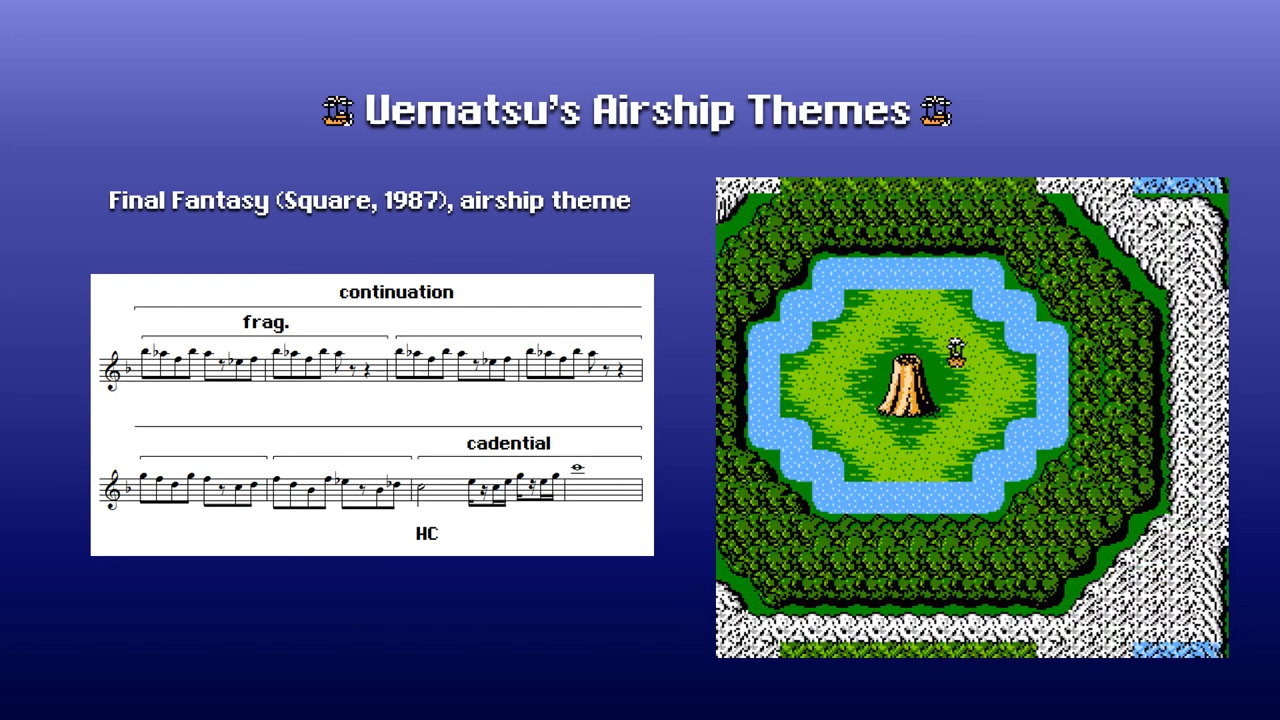 Uematsu's Airship Themes
Final Fantasy (Square, 1987), airship theme
continuation
frag.
cadential
HC